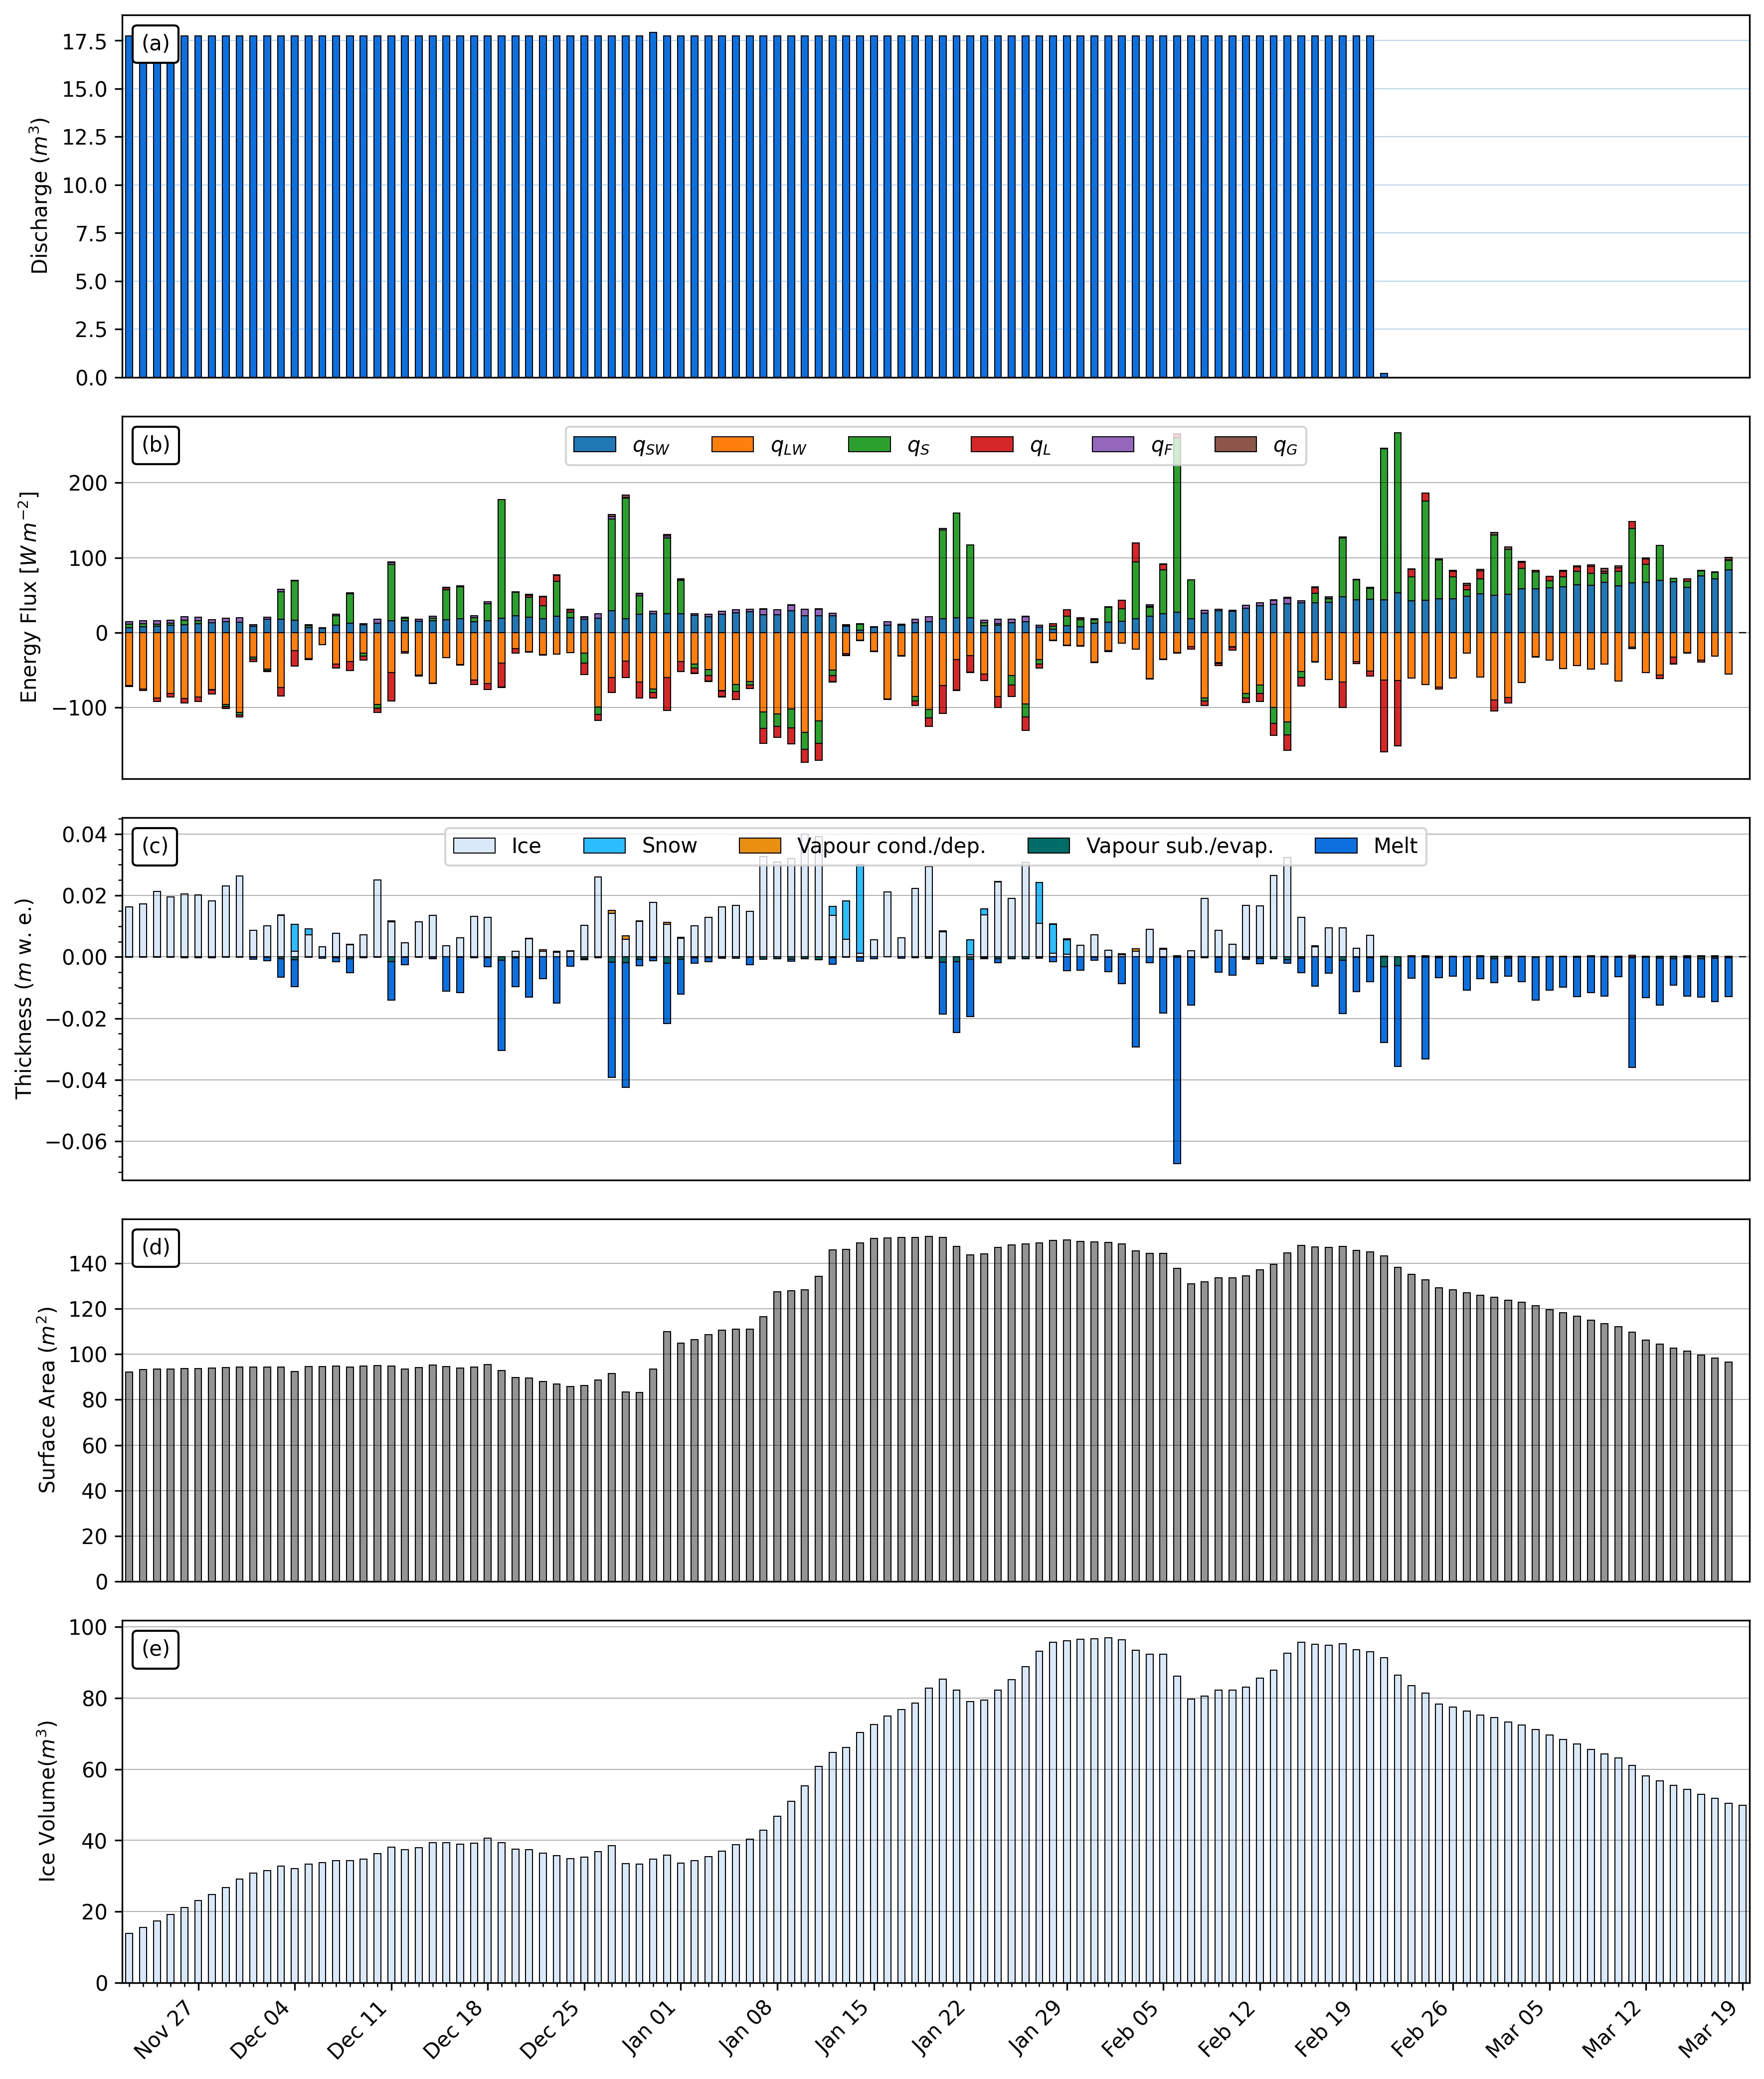 (a)
Discharge (m³)
17.5
15.0
12.5
10.0
7.5
5.0
2.5
0.0
(b)
q_SW q_LW q_S q_L q_F q_G
Energy Flux [W m⁻²]
200
100
0
−100
(c)
Ice Snow Vapour cond./dep. Vapour sub./evap. Melt
Thickness (m w. e.)
0.04
0.02
0.00
−0.02
−0.04
−0.06
(d)
Surface Area (m²)
140
120
100
80
60
40
20
0
(e)
Ice Volume(m³)
100
80
60
40
20
0
Nov 27 Dec 04 Dec 11 Dec 18 Dec 25 Jan 01 Jan 08 Jan 15 Jan 22 Jan 29 Feb 05 Feb 12 Feb 19 Feb 26 Mar 05 Mar 12 Mar 19